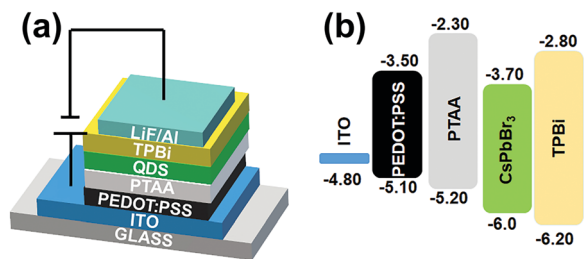 (a)
LiF/Al
TPBi
QDS
PTAA
PEDOT:PSS
ITO
GLASS
(b)
-2.30
-2.80
-3.50
-3.70
ITO
PEDOT:PSS
PTAA
CsPbBr₃
TPBi
-4.80
-5.10
-5.20
-6.0
-6.20